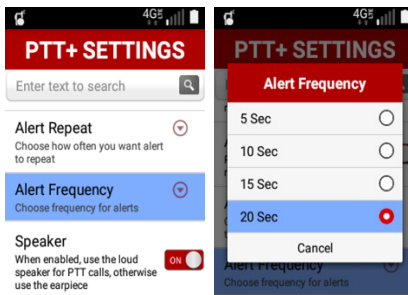 4G
PTT+ SETTINGS
Enter text to search
Alert Repeat
Choose how often you want alert
to repeat
Alert Frequency
Choose frequency for alerts
Speaker
When enabled, use the loud
speaker for PTT calls, otherwise
use the earpiece
ON
4G
PTT+ SETTINGS
Alert Frequency
5 Sec
10 Sec
15 Sec
20 Sec
Cancel
Alert Frequency
Choose frequency for alerts